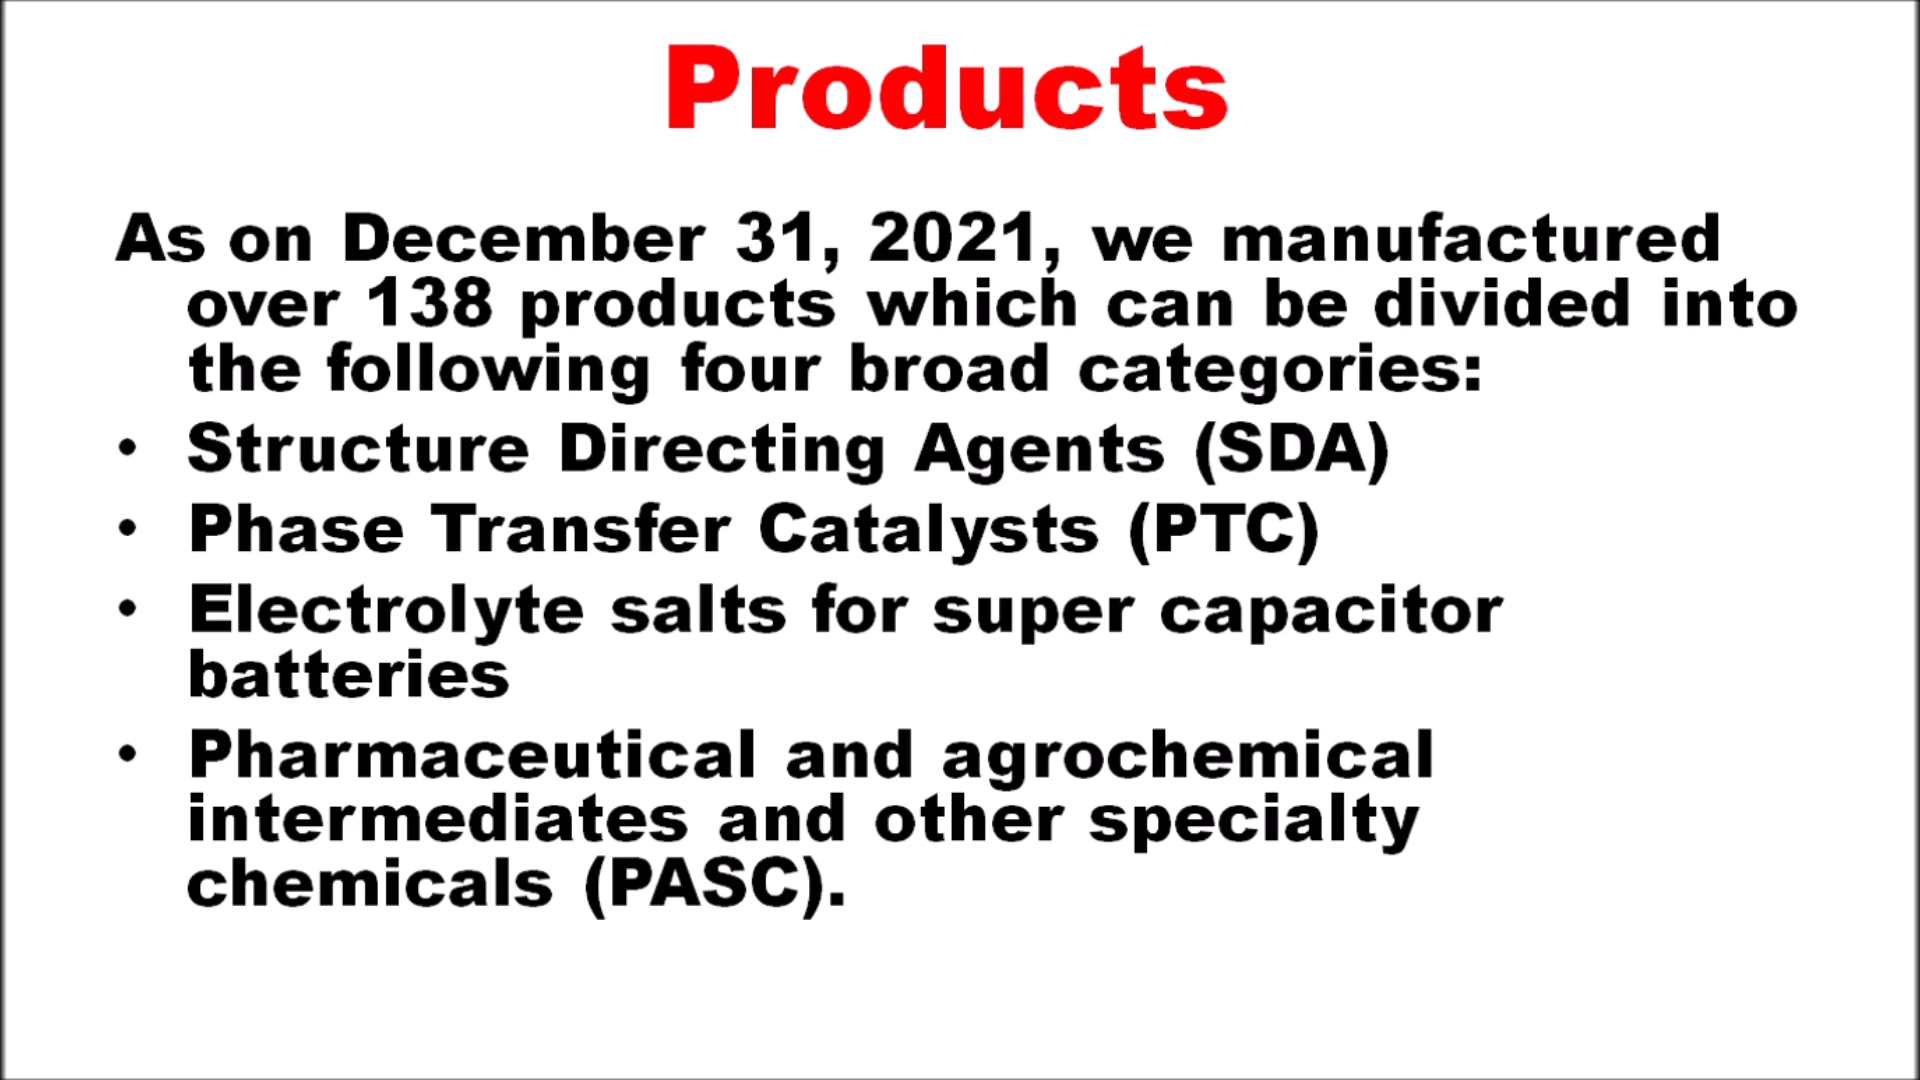 Products
As on December 31, 2021, we manufactured
over 138 products which can be divided into
the following four broad categories:
• Structure Directing Agents (SDA)
• Phase Transfer Catalysts (PTC)
• Electrolyte salts for super capacitor
batteries
• Pharmaceutical and agrochemical
intermediates and other specialty
chemicals (PASC).